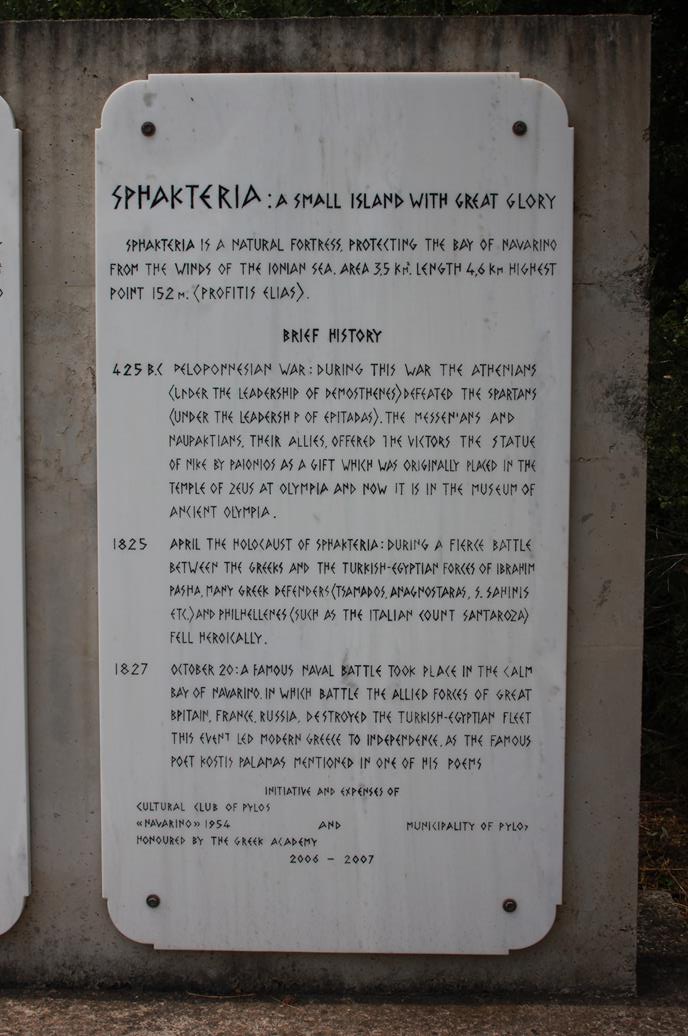 SPHAKTERIA : A SMALL ISLAND WITH GREAT GLORY
SPHAKTERIA IS A NATURAL FORTRESS, PROTECTING THE BAY OF NAVARINO
FROM THE WINDS OF THE IONIAN SEA. AREA 3,5 KM². LENGTH 4,6 KM HIGHEST
POINT 152 M. (PROFITIS ELIAS).
BRIEF HISTORY
425 B.C PELOPONNESIAN WAR : DURING THIS WAR THE ATHENIANS
(UNDER THE LEADERSHIP OF DEMOSTHENES) DEFEATED THE SPARTANS
(UNDER THE LEADERSH P OF EPITADAS). THE MESSENIANS AND
NAUPAKTIANS, THEIR ALLIES, OFFERED THE VICTORS THE STATUE
OF NIKE BY PAIONIOS AS A GIFT WHICH WAS ORIGINALLY PLACED IN THE
TEMPLE OF ZEUS AT OLYMPIA AND NOW IT IS IN THE MUSEUM OF
ANCIENT OLYMPIA.
1825 APRIL THE HOLOCAUST OF SPHAKTERIA : DURING A FIERCE BATTLE
BETWEEN THE GREEKS AND THE TURKISH-EGYPTIAN FORCES OF IBRAHIM
PASHA, MANY GREEK DEFENDERS (TSAMADOS, ANAGNOSTARAS, S. SAHINIS
ETC.) AND PHILHELLENES (SUCH AS THE ITALIAN COUNT SANTAROZA)
FELL HEROICALLY.
1827 OCTOBER 20 : A FAMOUS NAVAL BATTLE TOOK PLACE IN THE CALM
BAY OF NAVARINO. IN WHICH BATTLE THE ALLIED FORCES OF GREAT
BRITAIN, FRANCE, RUSSIA, DESTROYED THE TURKISH-EGYPTIAN FLEET
THIS EVENT LED MODERN GREECE TO INDEPENDENCE, AS THE FAMOUS
POET KOSTIS PALAMAS MENTIONED IN ONE OF HIS POEMS
INITIATIVE AND EXPENSES OF
CULTURAL CLUB OF PYLOS
«NAVARINO» 1954 AND MUNICIPALITY OF PYLOS
HONOURED BY THE GREEK ACADEMY
2006 - 2007